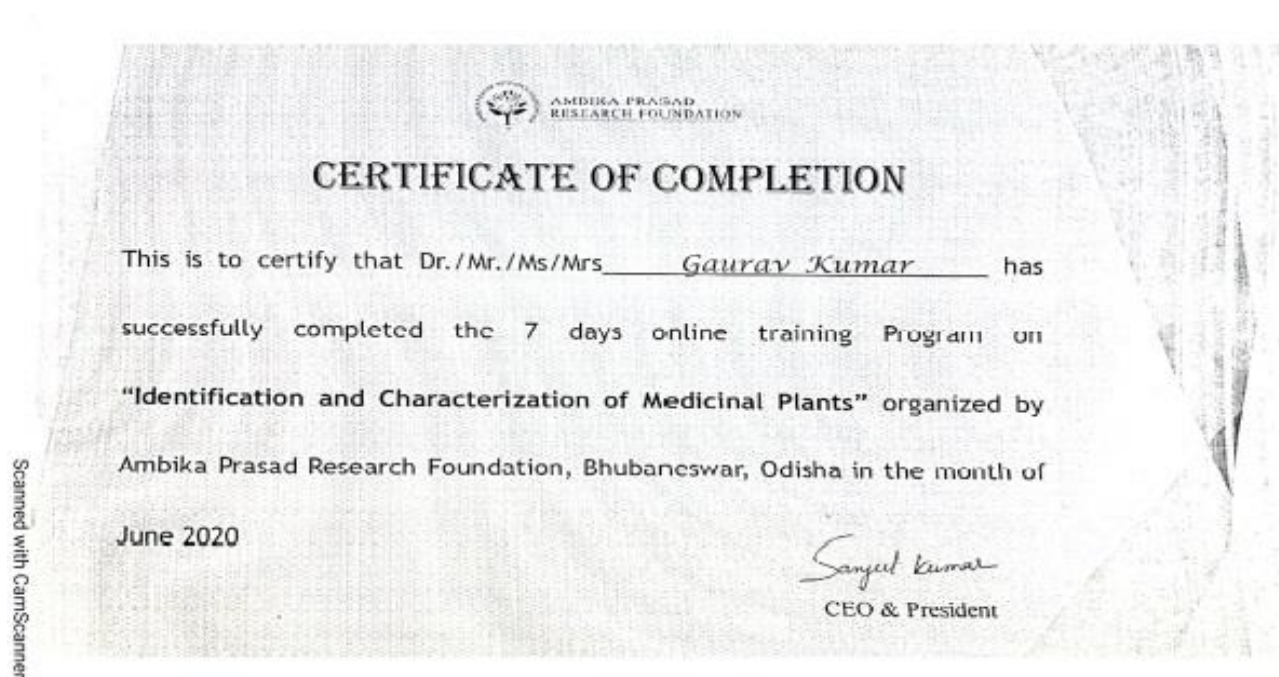 AMBIKA PRASAD
RESEARCH FOUNDATION
CERTIFICATE OF COMPLETION
This is to certify that Dr./Mr./Ms/Mrs Gaurav Kumar has
successfully completed the 7 days online training Program on
“Identification and Characterization of Medicinal Plants” organized by
Ambika Prasad Research Foundation, Bhubaneswar, Odisha in the month of
June 2020
Sanjeet Kumar
CEO & President
Scanned with CamScanner